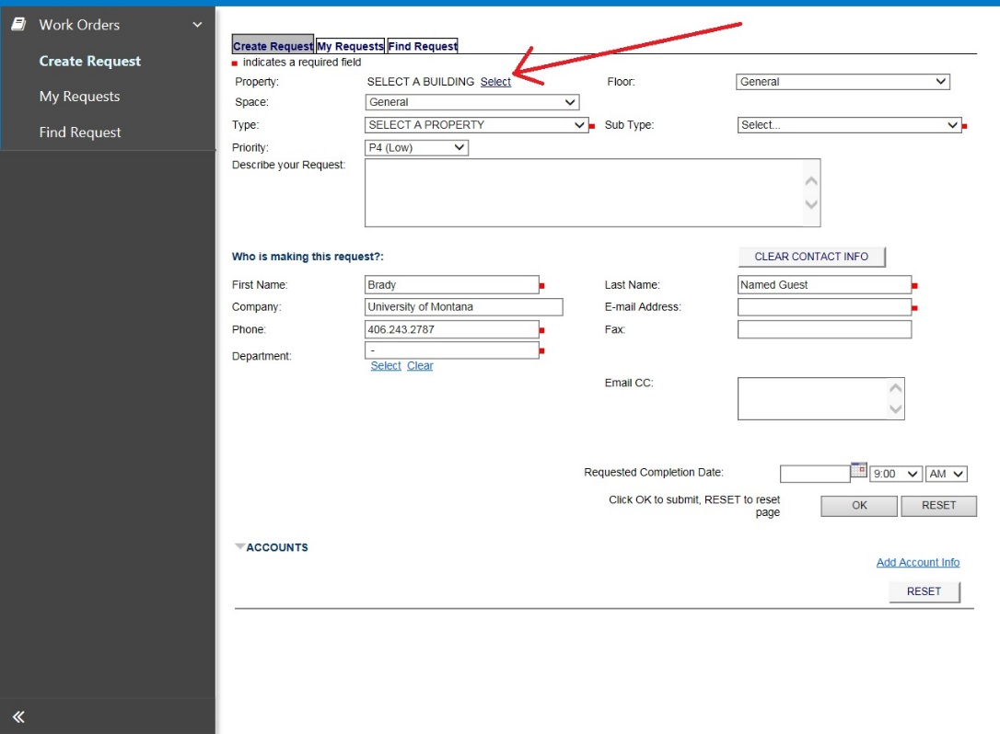 Work Orders
Create Request
My Requests
Find Request
Create Request My Requests Find Request
indicates a required field
Property: SELECT A BUILDING Select Floor: General
Space: General
Type: SELECT A PROPERTY Sub Type: Select...
Priority: P4 (Low)
Describe your Request:
Who is making this request?: CLEAR CONTACT INFO
First Name: Brady Last Name: Named Guest
Company: University of Montana E-mail Address:
Phone: 406.243.2787 Fax:
Department: -
Select Clear
Email CC:
Requested Completion Date: 9:00 AM
Click OK to submit, RESET to reset
page
OK RESET
ACCOUNTS
Add Account Info
RESET